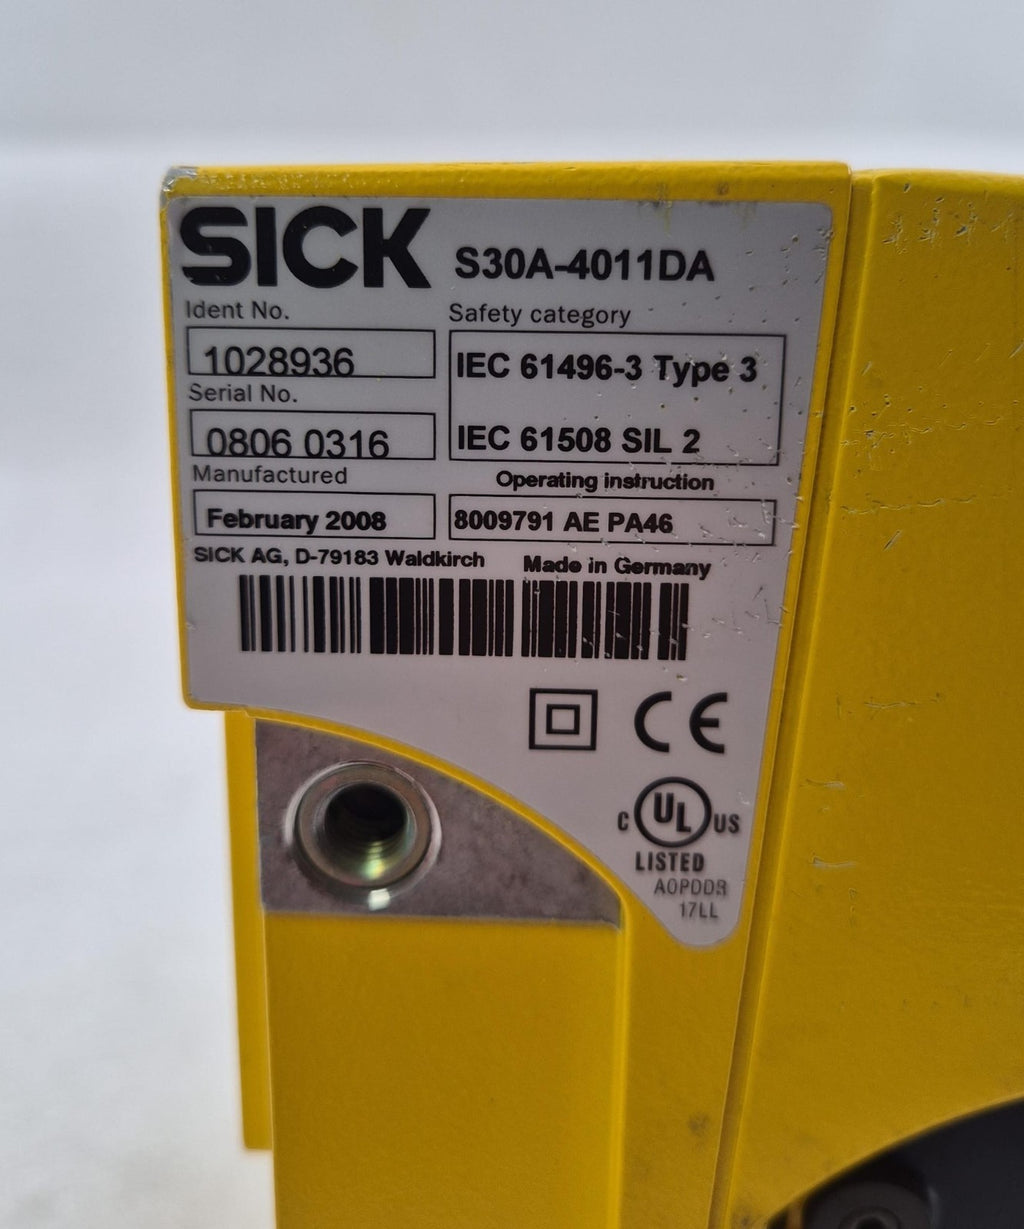 SICK
S30A-4011DA
Ident No.
1028936
Serial No.
0806 0316
Manufactured
February 2008
Safety category
IEC 61496-3 Type 3
IEC 61508 SIL 2
Operating instruction
8009791 AE PA46
SICK AG, D-79183 Waldkirch
Made in Germany
CE
C UL US
LISTED
AOPDDR
17LL